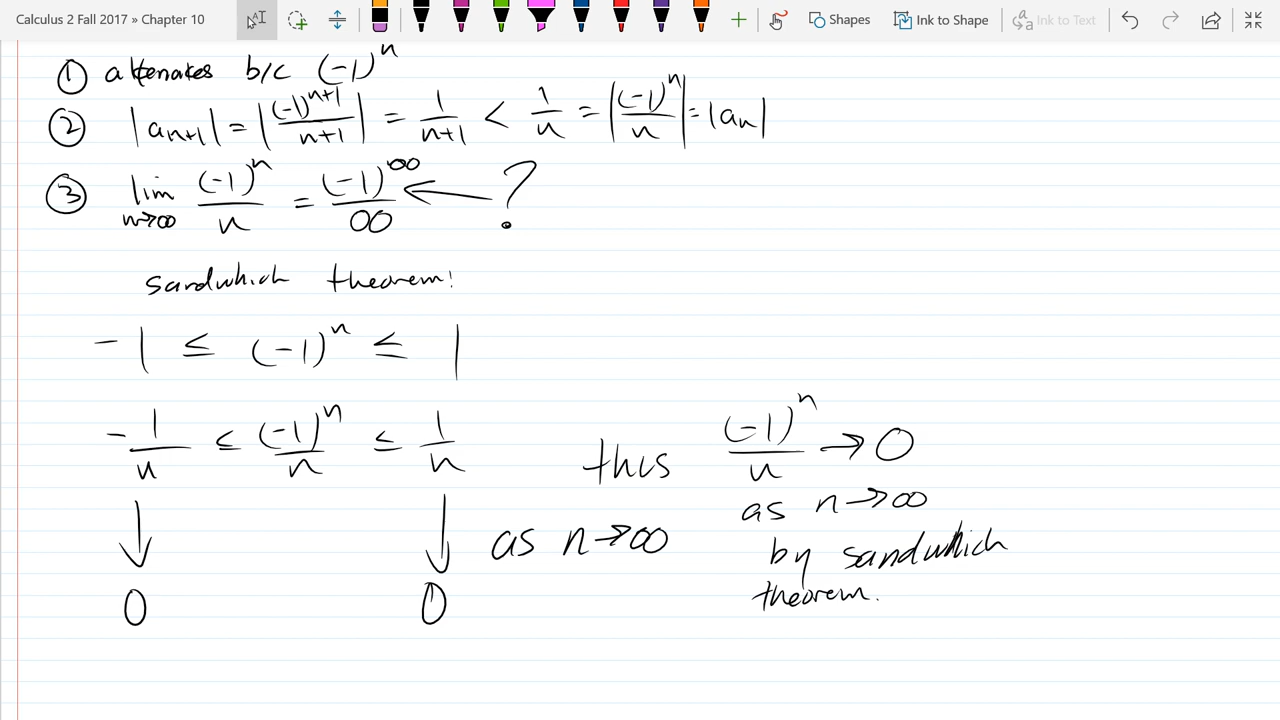 Calculus 2 Fall 2017 » Chapter 10
Shapes Ink to Shape Ink to Text
① alternates b/c (-1)^n
② |a_{n+1}| = |(-1)^{n+1}/(n+1)| = 1/(n+1) < 1/n = |(-1)^n/n| = |a_n|
③ lim_{n→∞} (-1)^n/n = (-1)^∞/∞ ← ?
sandwhich theorem:
-1 ≤ (-1)^n ≤ 1
-1/n ≤ (-1)^n/n ≤ 1/n thus (-1)^n/n → 0
as n→∞
↓ ↓ as n→∞
by sandwhich
theorem.
0 0